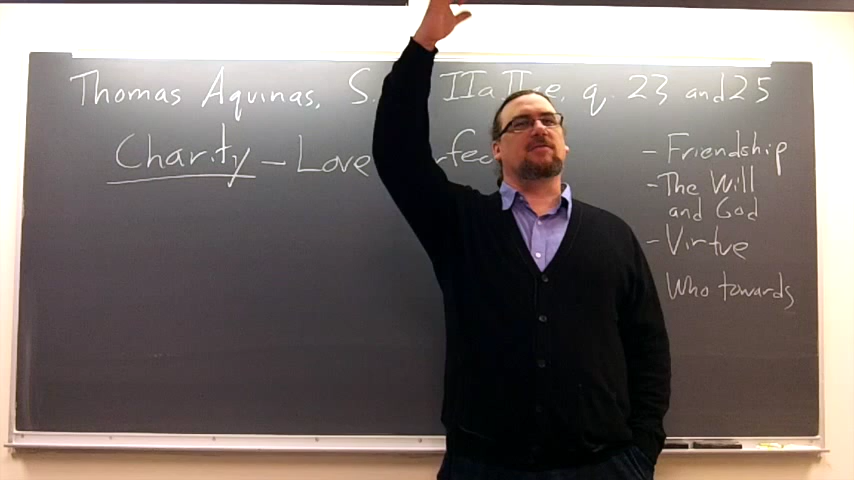 Thomas Aquinas, S. IIa IIae, q. 23 and 25
Charity - Love
- Friendship
- The Will
and God
- Virtue
Who towards